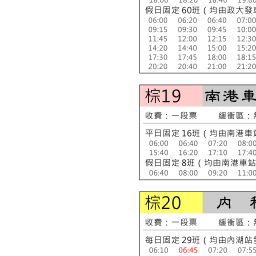 假日固定60班（均由政大發
06:00 06:20 06:40 07:00
09:15 09:30 09:45 10:00
11:45 12:00 12:15 12:30
14:20 14:40 15:00 15:20
17:30 17:45 18:00 18:15
20:20 20:40 21:00 21:20
棕19 南港車
收費：一段票 緩衝區：
平日固定16班（均由南港車站
06:00 06:40 07:20 08:00
15:40 16:20 17:10 17:40
假日固定8班（均由南港車站
06:40 08:00 09:20 11:00
棕20 內
收費：一段票 緩衝區：
每日固定29班（均由內湖站發
06:10 06:45 07:20 07:55